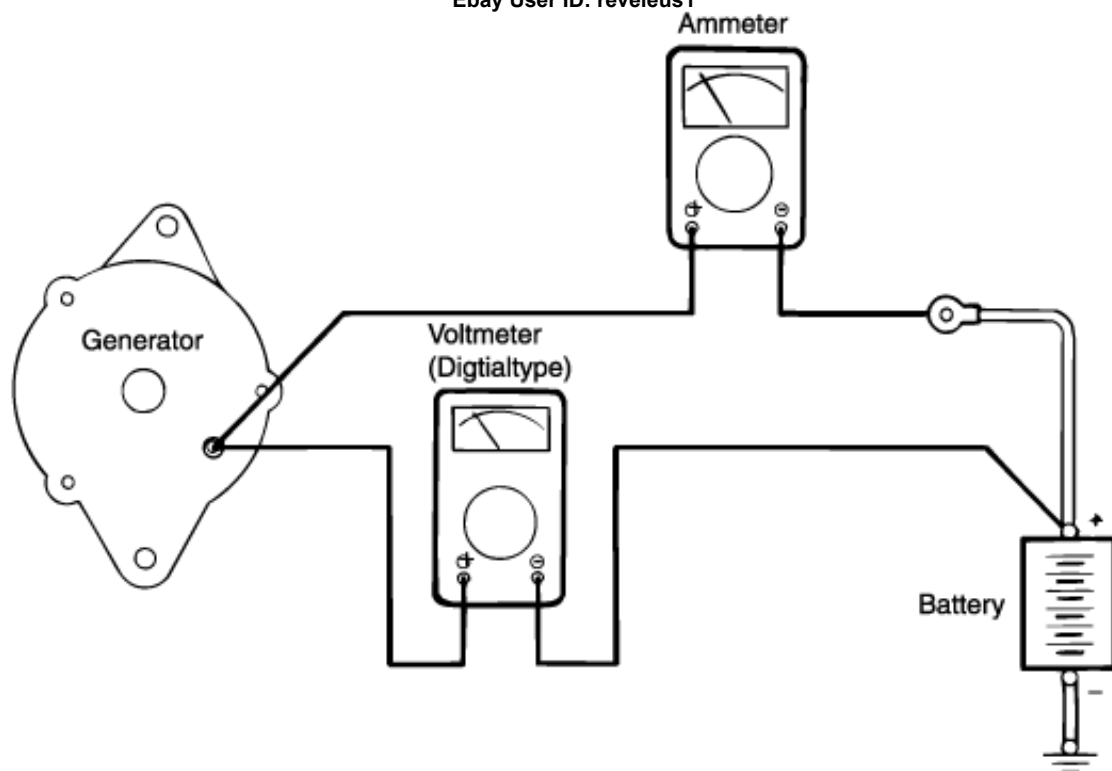 Ebay User ID: reveleus1
Ammeter
Generator
Voltmeter
(Digtialtype)
+
-
Battery